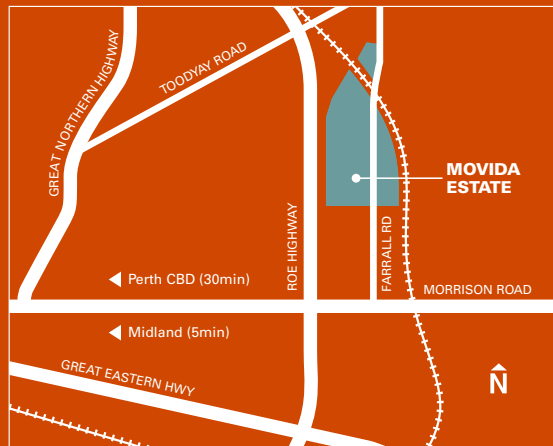 GREAT NORTHERN HIGHWAY
TOODYAY ROAD
MOVIDA
ESTATE
ROE HIGHWAY
FARRALL RD
Perth CBD (30min)
MORRISON ROAD
Midland (5min)
GREAT EASTERN HWY
N